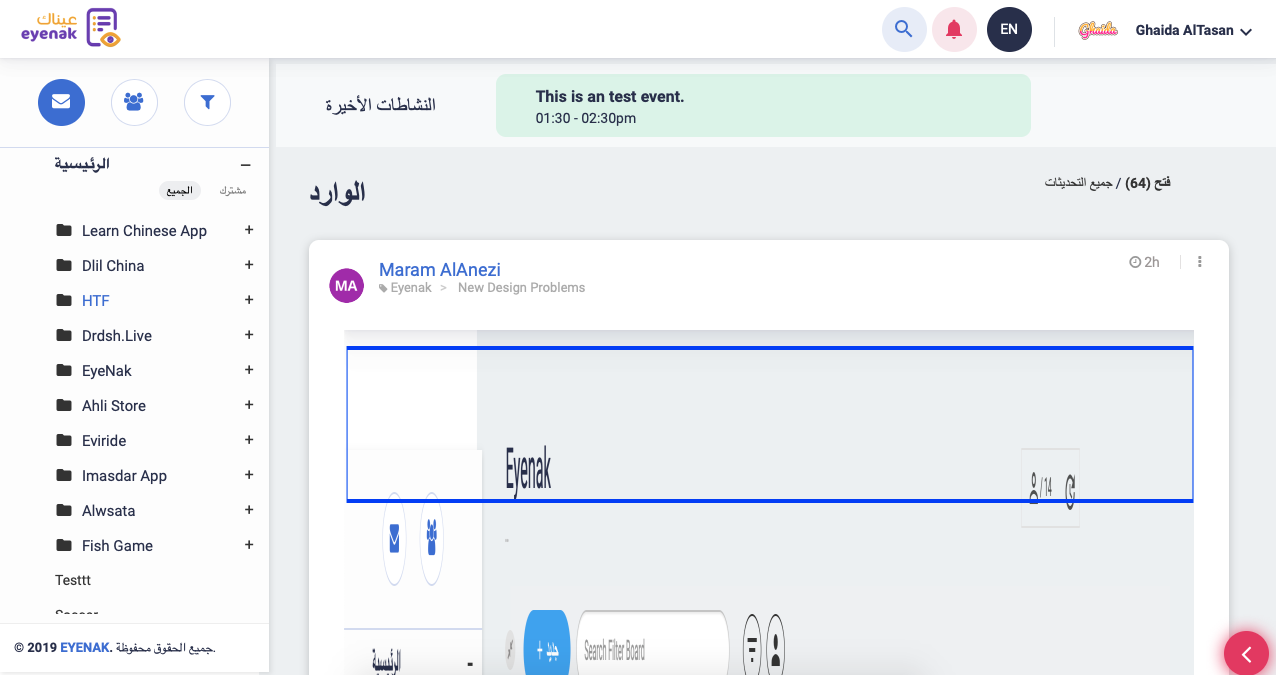 عيناك
eyenak
EN
Ghaida
Ghaida AlTasan
النشاطات الأخيرة
This is an test event.
01:30 - 02:30pm
الرئيسية
الجميع
مشترك
Learn Chinese App
Dlil China
HTF
Drdsh.Live
EyeNak
Ahli Store
Eviride
Imasdar App
Alwsata
Fish Game
Testtt
© 2019 EYENAK. جميع الحقوق محفوظة.
الوارد
فتح (64) / جميع التحديثات
MA
Maram AlAnezi
2h
Eyenak > New Design Problems
Eyenak
/ 14
+ جديد
Search Filter Board
الرئيسية